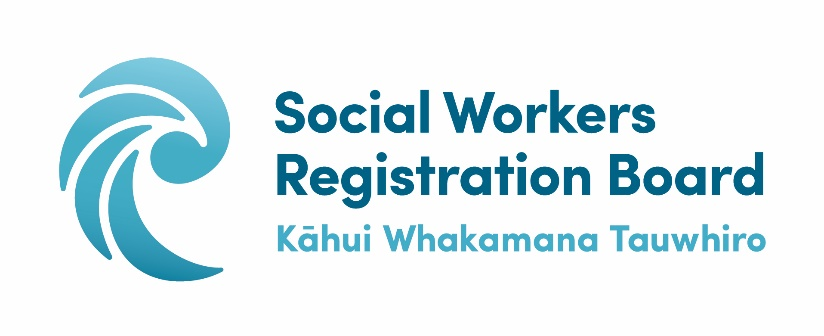 Social Workers
Registration Board
Kāhui Whakamana Tauwhiro